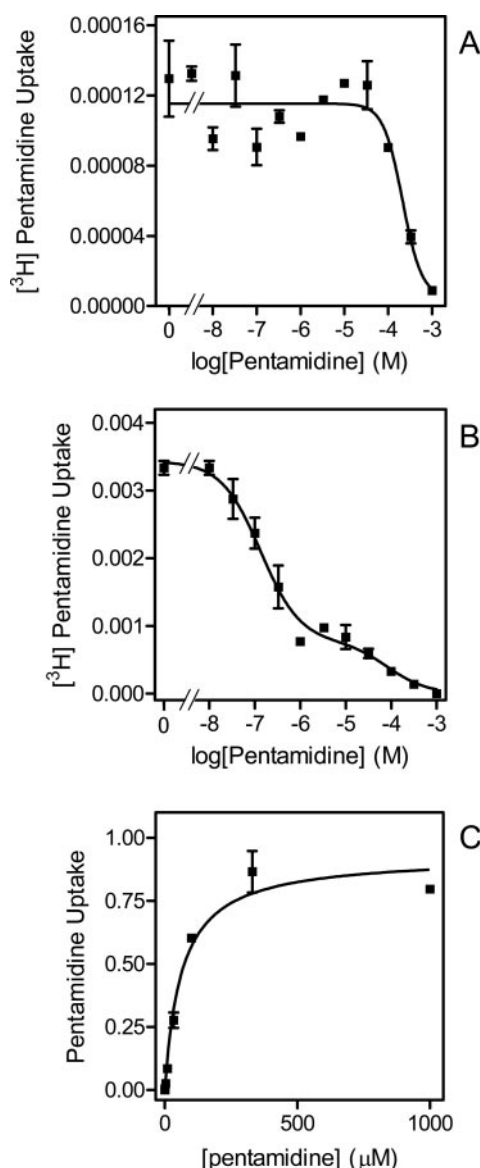 A
[³H] Pentamidine Uptake
0.00016
0.00012
0.00008
0.00004
0.00000
0 -8 -7 -6 -5 -4 -3
log[Pentamidine] (M)
B
[³H] Pentamidine Uptake
0.004
0.003
0.002
0.001
0.000
0 -8 -7 -6 -5 -4 -3
log[Pentamidine] (M)
C
Pentamidine Uptake
1.00
0.75
0.50
0.25
0.00
0 500 1000
[pentamidine] (μM)